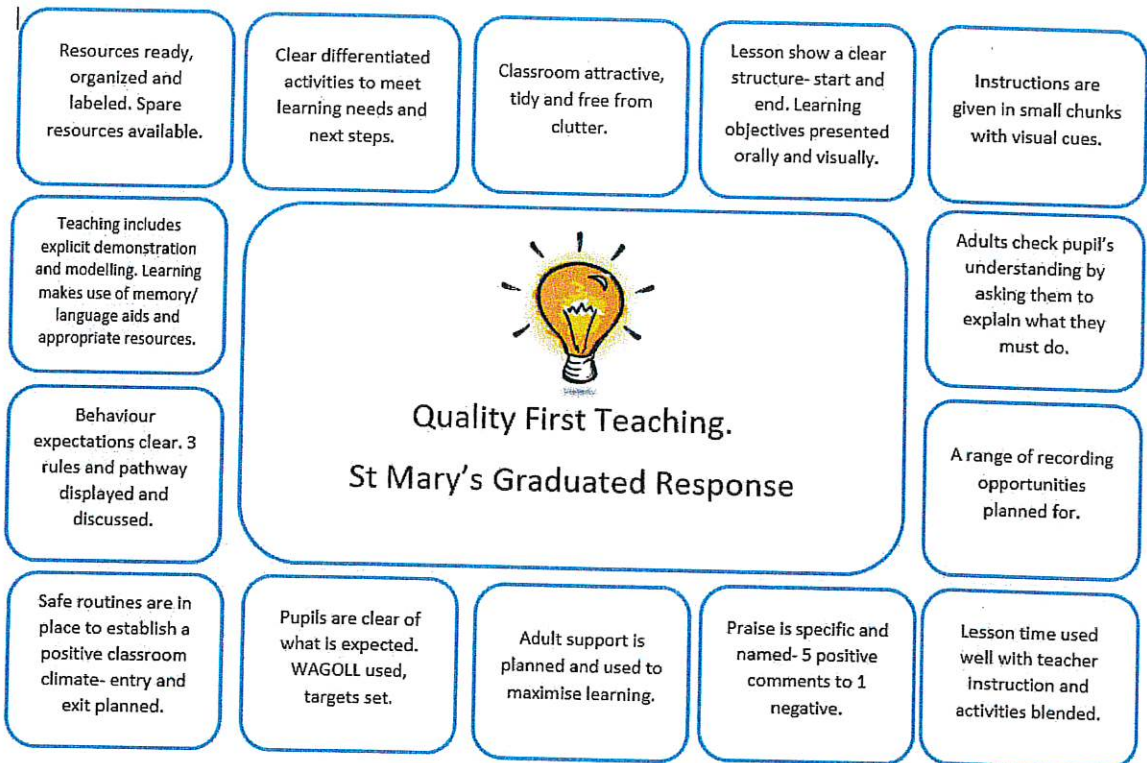 Resources ready,
organized and
labeled. Spare
resources available.
Clear differentiated
activities to meet
learning needs and
next steps.
Classroom attractive,
tidy and free from
clutter.
Lesson show a clear
structure- start and
end. Learning
objectives presented
orally and visually.
Instructions are
given in small chunks
with visual cues.
Teaching includes
explicit demonstration
and modelling. Learning
makes use of memory/
language aids and
appropriate resources.
Quality First Teaching.
St Mary's Graduated Response
Adults check pupil's
understanding by
asking them to
explain what they
must do.
Behaviour
expectations clear. 3
rules and pathway
displayed and
discussed.
A range of recording
opportunities
planned for.
Safe routines are in
place to establish a
positive classroom
climate- entry and
exit planned.
Pupils are clear of
what is expected.
WAGOLL used,
targets set.
Adult support is
planned and used to
maximise learning.
Praise is specific and
named- 5 positive
comments to 1
negative.
Lesson time used
well with teacher
instruction and
activities blended.